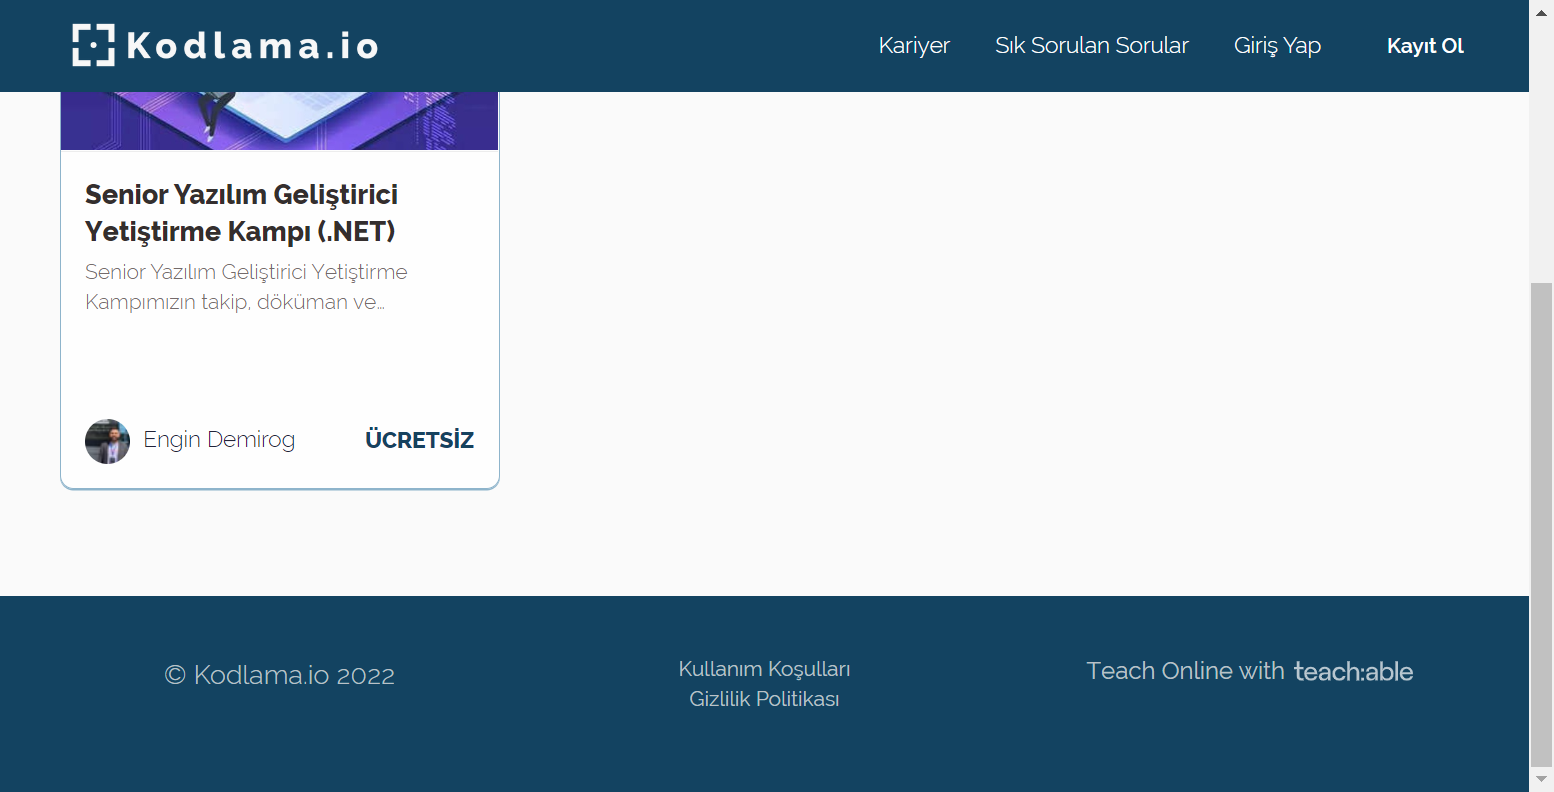 Kodlama.io
Kariyer
Sık Sorulan Sorular
Giriş Yap
Kayıt Ol
Senior Yazılım Geliştirici
Yetiştirme Kampı (.NET)
Senior Yazılım Geliştirici Yetiştirme
Kampımızın takip, döküman ve...
Engin Demirog
ÜCRETSİZ
© Kodlama.io 2022
Kullanım Koşulları
Gizlilik Politikası
Teach Online with teach:able